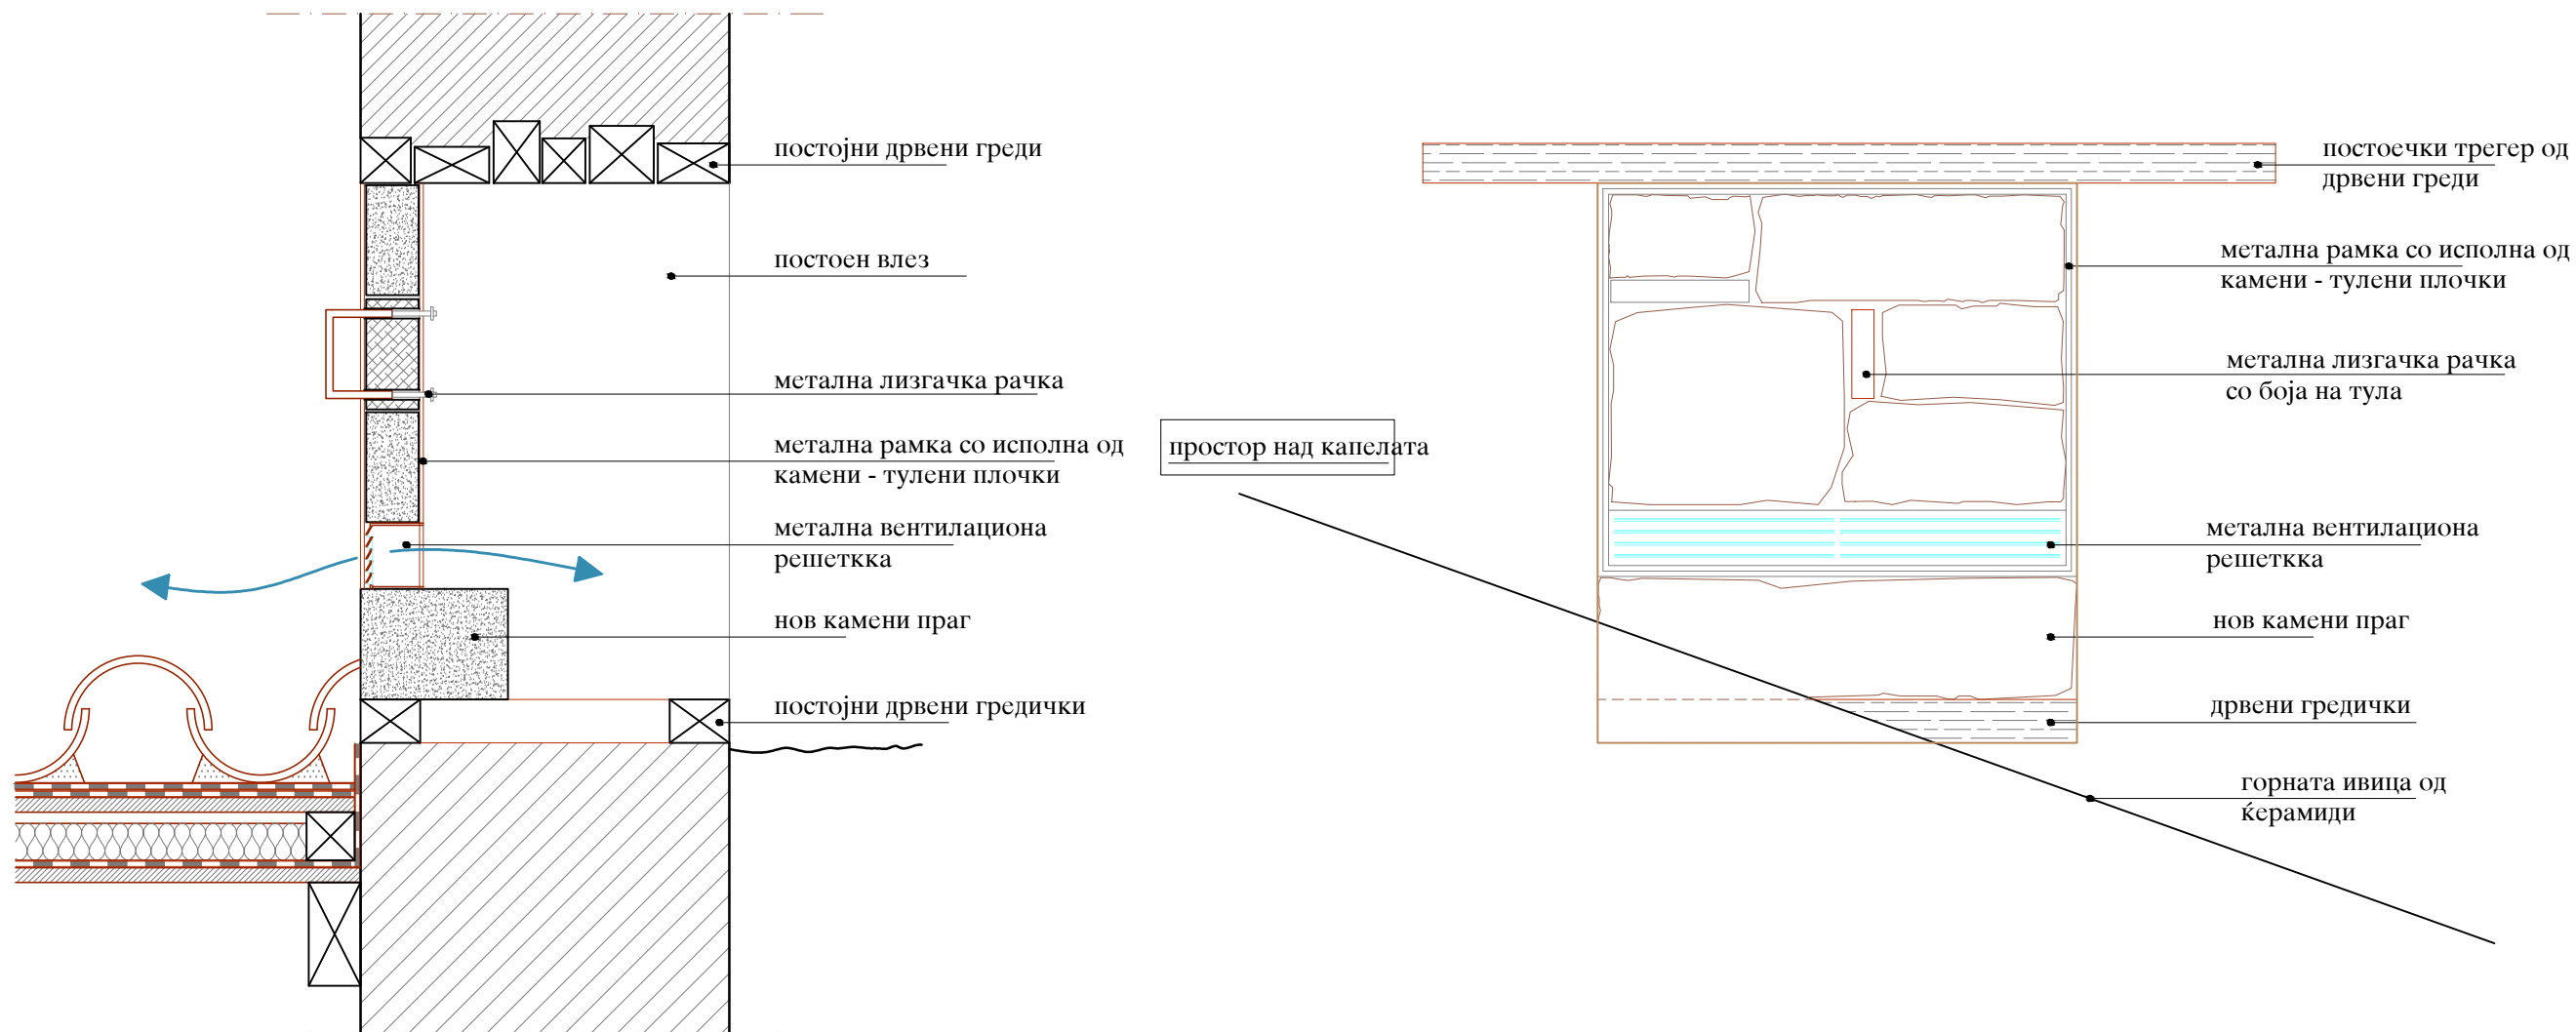 постојни дрвени греди
постоен влез
метална лизгачка рачка
метална рамка со исполна од
камени - тулени плочки
метална вентилациона
решеткка
нов камени праг
постојни дрвени гредички
простор над капелата
постоечки трегер од
дрвени греди
метална рамка со исполна од
камени - тулени плочки
метална лизгачка рачка
со боја на тула
метална вентилациона
решеткка
нов камени праг
дрвени гредички
горната ивица од
ќерамиди